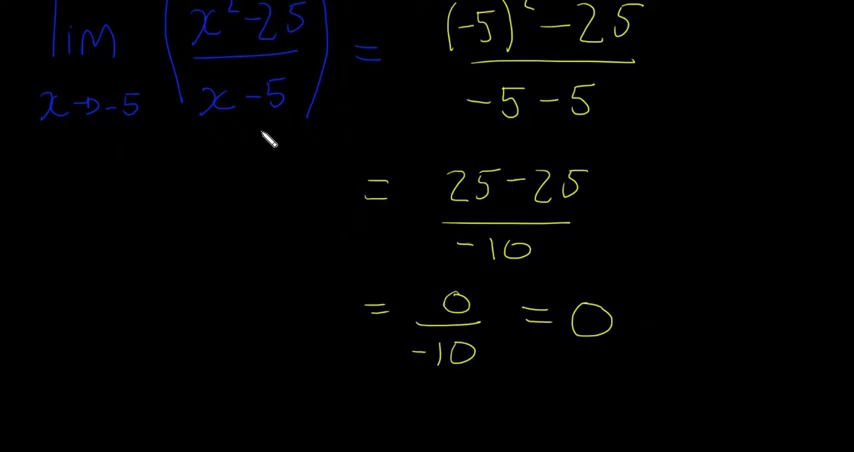 lim x→-5 (x² - 25 / x - 5) = (-5)² - 25 / -5 - 5
= 25 - 25 / -10
= 0 / -10 = 0